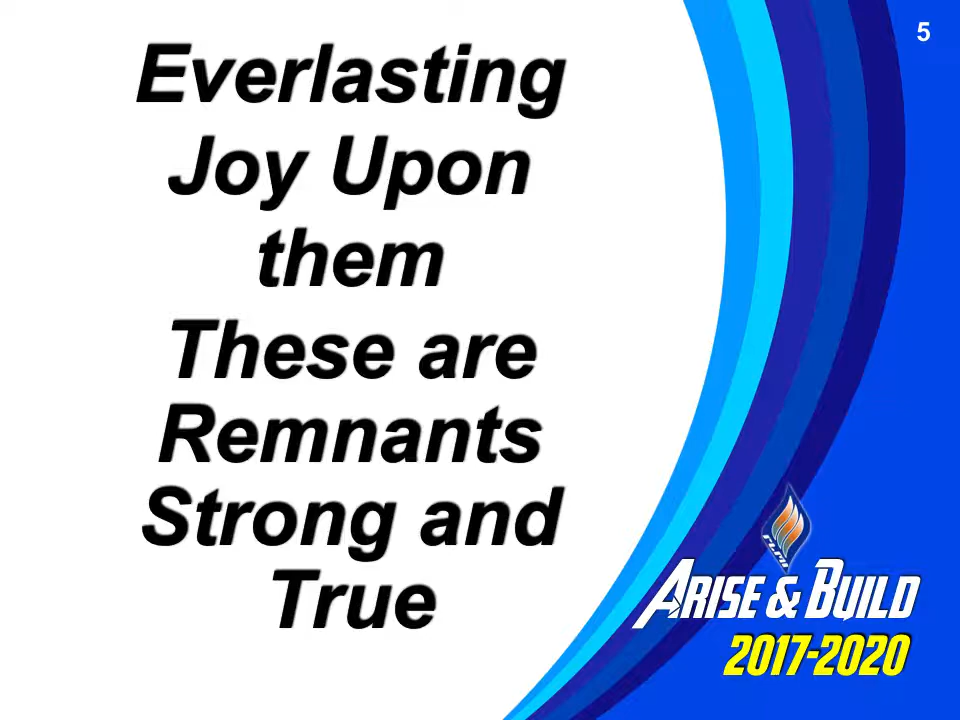 5
Everlasting
Joy Upon
them
These are
Remnants
Strong and
True
ARISE & BUILD
2017-2020